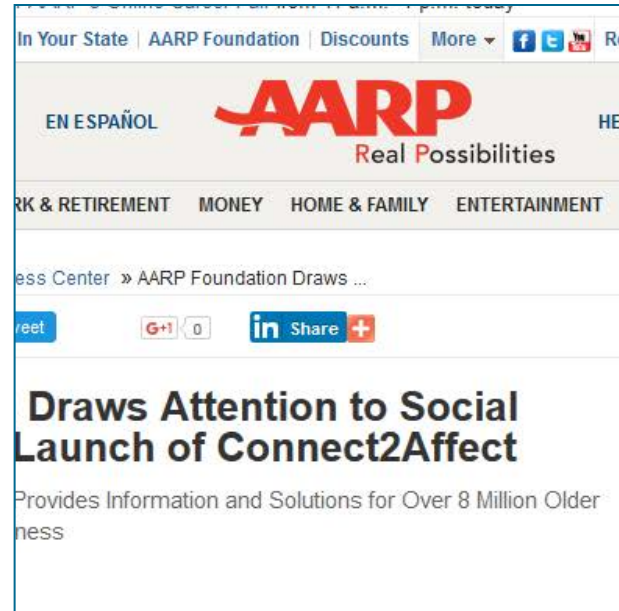 In Your State | AARP Foundation | Discounts More
EN ESPAÑOL
AARP
Real Possibilities
HE
RK & RETIREMENT MONEY HOME & FAMILY ENTERTAINMENT
ess Center » AARP Foundation Draws ...
weet G+1 0 in Share +
Draws Attention to Social
Launch of Connect2Affect
Provides Information and Solutions for Over 8 Million Older
ness